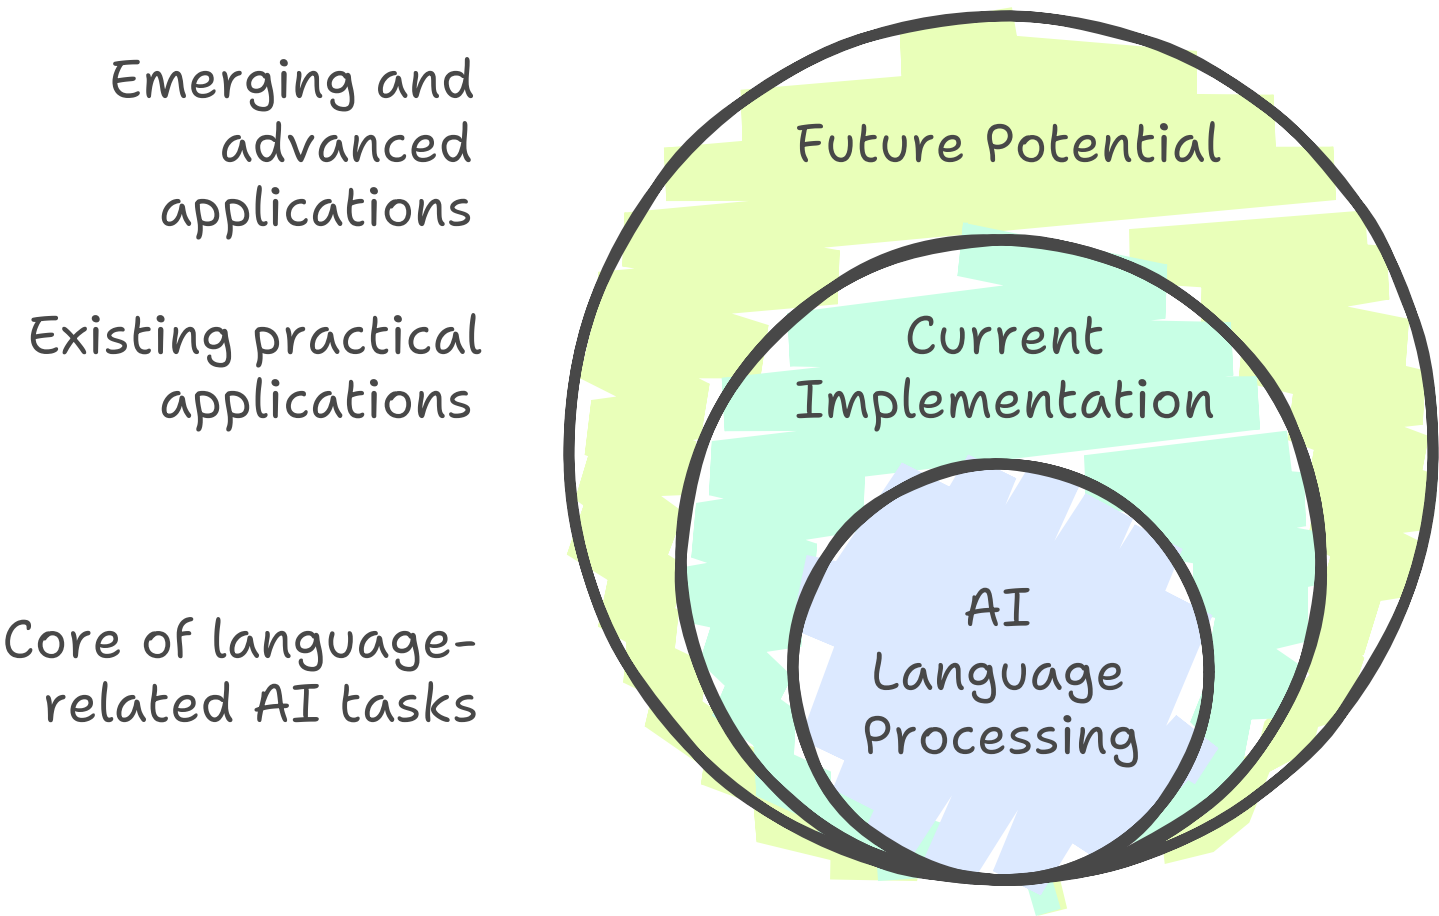 Emerging and
advanced
applications
Future Potential
Existing practical
applications
Current
Implementation
Core of language-
related AI tasks
AI
Language
Processing